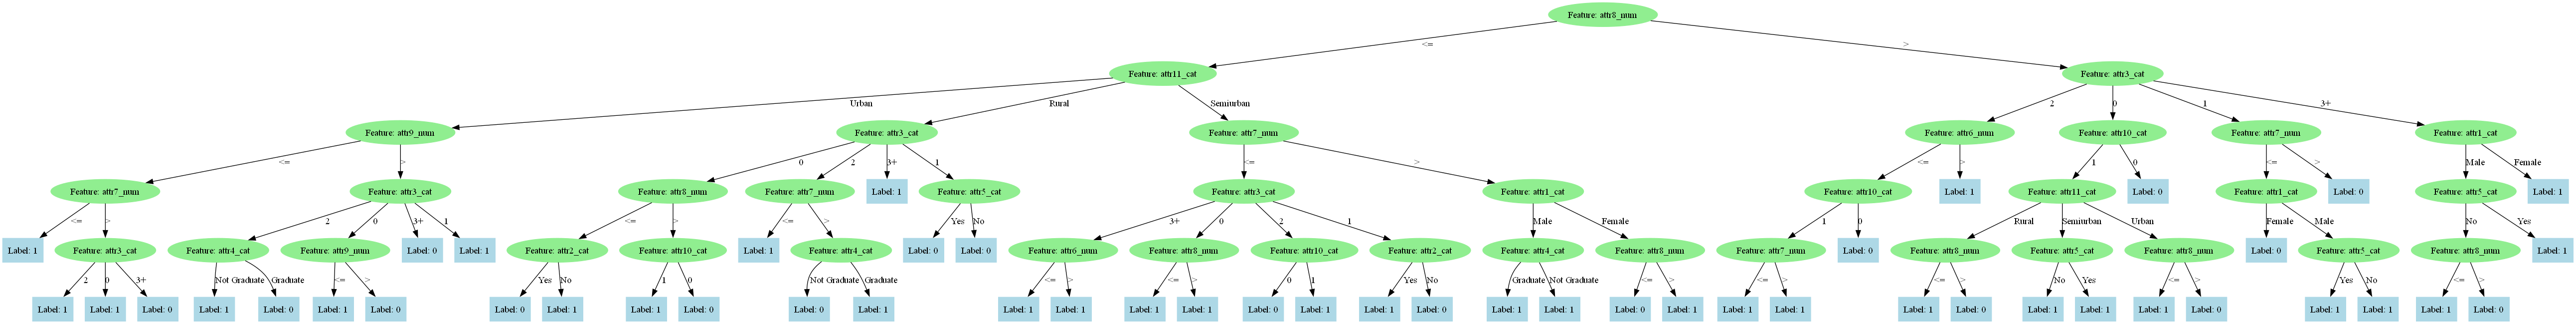 Feature: attr8_num
<= >
Feature: attr11_cat Feature: attr3_cat
Urban Rural Semiurban 2 0 1 3+
Feature: attr9_num Feature: attr3_cat Feature: attr7_num Feature: attr6_num Feature: attr10_cat Feature: attr7_num Feature: attr1_cat
<= > 0 2 3+ 1 <= > <= > 1 0 <= > Male Female
Feature: attr7_num Feature: attr3_cat Feature: attr8_num Feature: attr7_num Label: 1 Feature: attr5_cat Feature: attr3_cat Feature: attr1_cat Feature: attr10_cat Label: 1 Feature: attr11_cat Label: 0 Feature: attr1_cat Label: 0 Feature: attr5_cat Label: 1
<= > 2 0 3+ 1 <= > <= > Yes No 3+ 0 2 1 Male Female 1 0 Rural Semiurban Urban Female Male No Yes
Label: 1 Feature: attr3_cat Feature: attr4_cat Feature: attr9_num Label: 0 Label: 1 Feature: attr2_cat Feature: attr10_cat Label: 1 Feature: attr4_cat Label: 0 Label: 0 Feature: attr6_num Feature: attr8_num Feature: attr10_cat Feature: attr2_cat Feature: attr4_cat Feature: attr8_num Feature: attr7_num Label: 0 Feature: attr8_num Feature: attr5_cat Feature: attr8_num Label: 0 Feature: attr5_cat Feature: attr8_num Label: 1
2 0 3+ Not Graduate Graduate <= > Yes No 1 0 Not Graduate Graduate <= > <= > 0 1 Yes No Graduate Not Graduate <= > <= > <= > No Yes <= > Yes No <= >
Label: 1 Label: 1 Label: 0 Label: 1 Label: 0 Label: 1 Label: 0 Label: 0 Label: 1 Label: 1 Label: 0 Label: 0 Label: 1 Label: 1 Label: 1 Label: 1 Label: 1 Label: 0 Label: 1 Label: 1 Label: 0 Label: 1 Label: 1 Label: 0 Label: 1 Label: 1 Label: 1 Label: 1 Label: 0 Label: 1 Label: 1 Label: 1 Label: 0 Label: 1 Label: 1 Label: 1 Label: 0